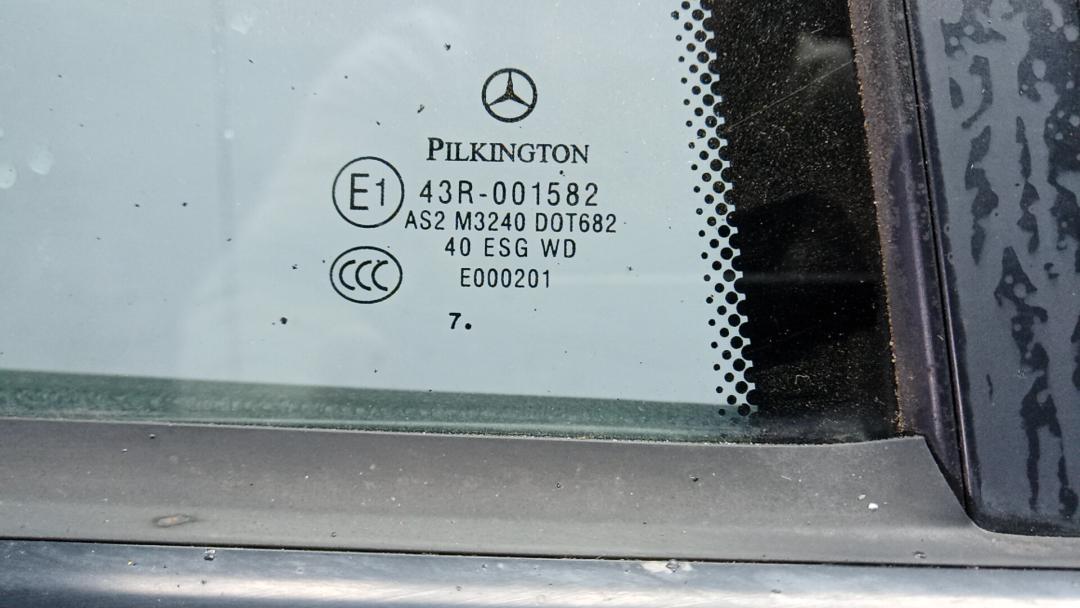 PILKINGTON
E1 43R-001582
AS2 M3240 DOT682
40 ESG WD
CCC E000201
7.